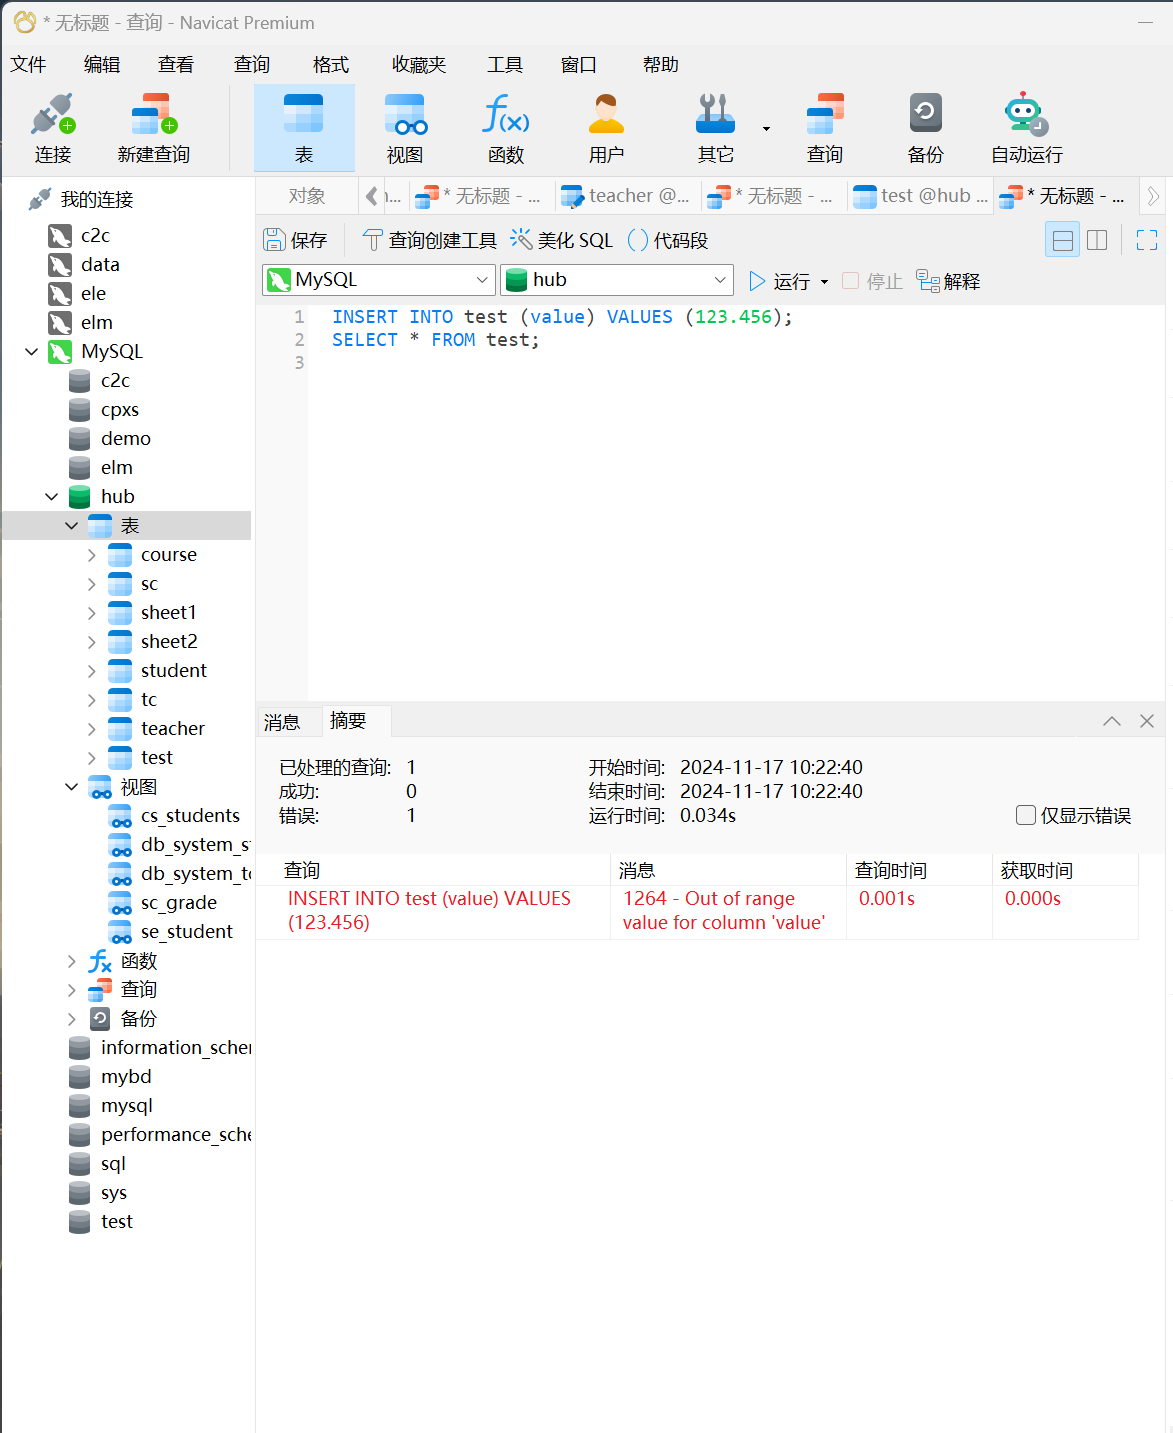 * 无标题 - 查询 - Navicat Premium
文件 编辑 查看 查询 格式 收藏夹 工具 窗口 帮助
连接 新建查询 表 视图 函数 用户 其它 查询 备份 自动运行
我的连接
c2c
data
ele
elm
MySQL
c2c
cpxs
demo
elm
hub
表
course
sc
sheet1
sheet2
student
tc
teacher
test
视图
cs_students
db_system_s
db_system_t
sc_grade
se_student
函数
查询
备份
information_sche
mybd
mysql
performance_sche
sql
sys
test
对象 ... * 无标题 - ... teacher @... * 无标题 - ... test @hub ... * 无标题 - ...
保存 查询创建工具 美化 SQL () 代码段
MySQL hub 运行 停止 解释
1 INSERT INTO test (value) VALUES (123.456);
2 SELECT * FROM test;
3
消息 摘要
已处理的查询: 1 开始时间: 2024-11-17 10:22:40
成功: 0 结束时间: 2024-11-17 10:22:40
错误: 1 运行时间: 0.034s 仅显示错误
查询 消息 查询时间 获取时间
INSERT INTO test (value) VALUES
(123.456)
1264 - Out of range
value for column 'value'
0.001s 0.000s